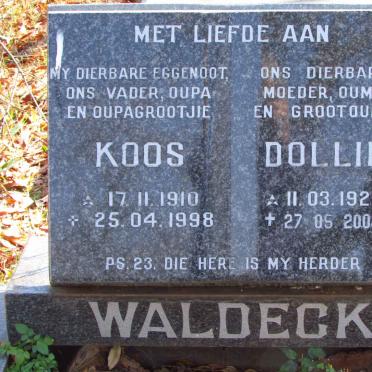 MET LIEFDE AAN
MY DIERBARE EGGENOOT,
ONS VADER, OUPA
EN OUPAGROOTJIE
KOOS
17.11.1910
25.04.1998
ONS DIERBA
MOEDER, OUM
EN GROOTOU
DOLLI
11.03.192
27.05.200
PS. 23. DIE HERE IS MY HERDER
WALDECK